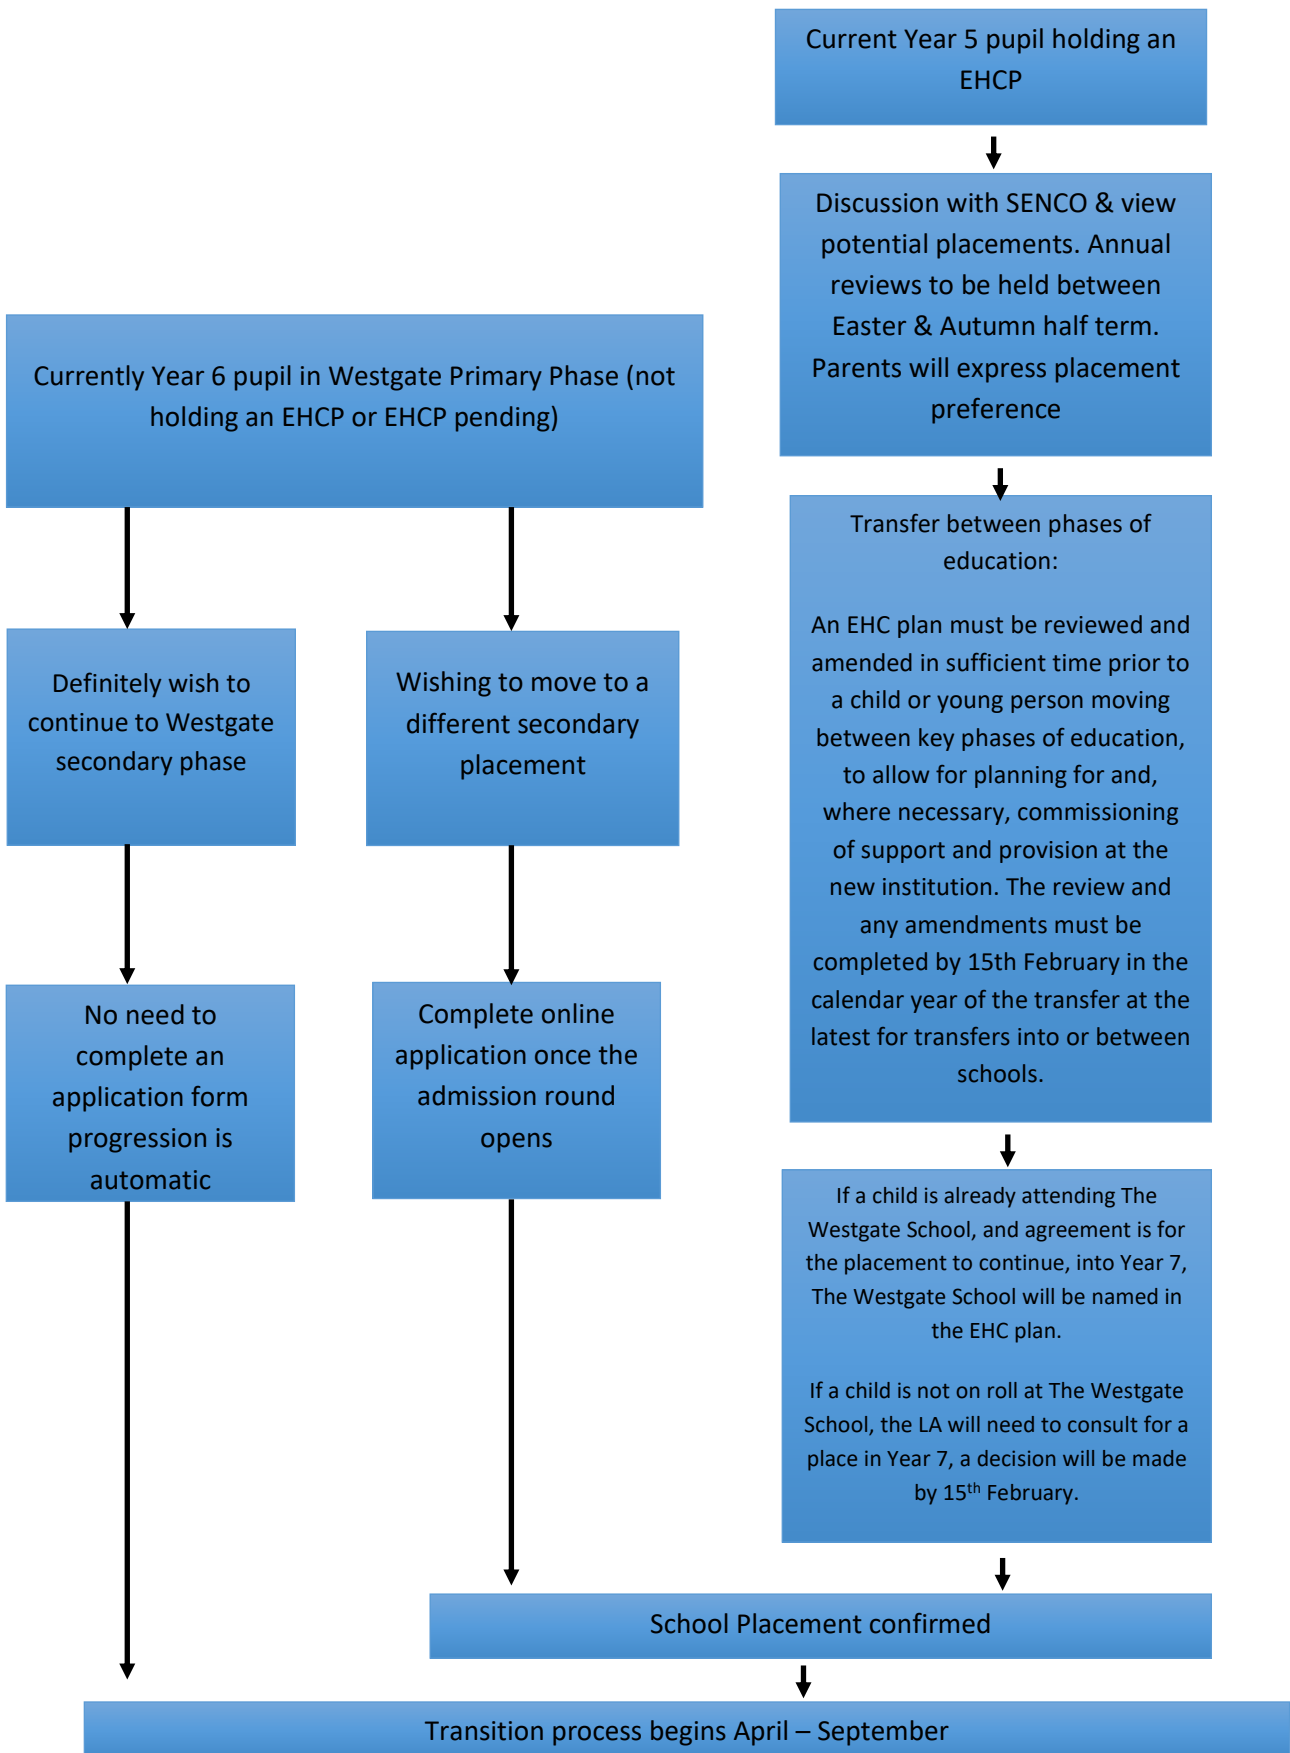 Current Year 5 pupil holding an
EHCP
Discussion with SENCO & view
potential placements. Annual
reviews to be held between
Easter & Autumn half term.
Parents will express placement
preference
Currently Year 6 pupil in Westgate Primary Phase (not
holding an EHCP or EHCP pending)
Transfer between phases of
education:
An EHC plan must be reviewed and
amended in sufficient time prior to
a child or young person moving
between key phases of education,
to allow for planning for and,
where necessary, commissioning
of support and provision at the
new institution. The review and
any amendments must be
completed by 15th February in the
calendar year of the transfer at the
latest for transfers into or between
schools.
Definitely wish to
continue to Westgate
secondary phase
Wishing to move to a
different secondary
placement
No need to
complete an
application form
progression is
automatic
Complete online
application once the
admission round
opens
If a child is already attending The
Westgate School, and agreement is for
the placement to continue, into Year 7,
The Westgate School will be named in
the EHC plan.
If a child is not on roll at The Westgate
School, the LA will need to consult for a
place in Year 7, a decision will be made
by 15th February.
School Placement confirmed
Transition process begins April – September